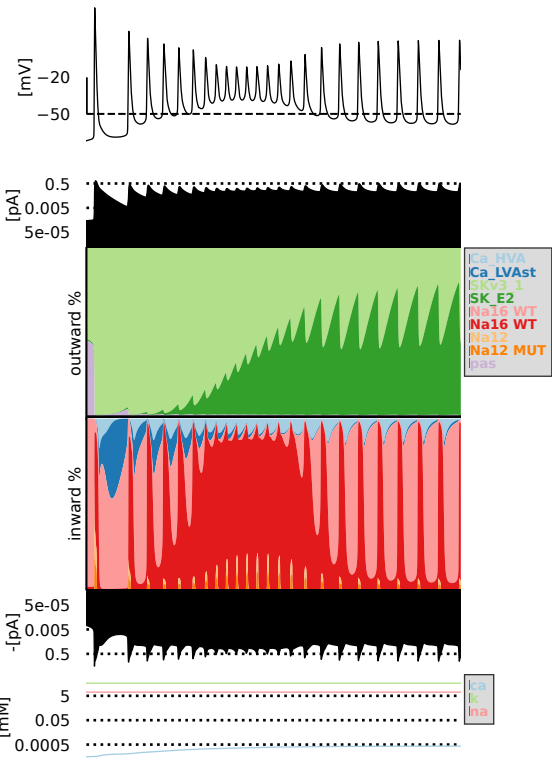 [mV]
−20
−50
[pA]
0.5
0.005
5e-05
outward %
Ca_HVA
Ca_LVAst
SKv3_1
SK_E2
Na16 WT
Na16 WT
Na12
Na12 MUT
pas
inward %
-[pA]
5e-05
0.005
0.5
[mM]
5
0.05
0.0005
ca
k
na